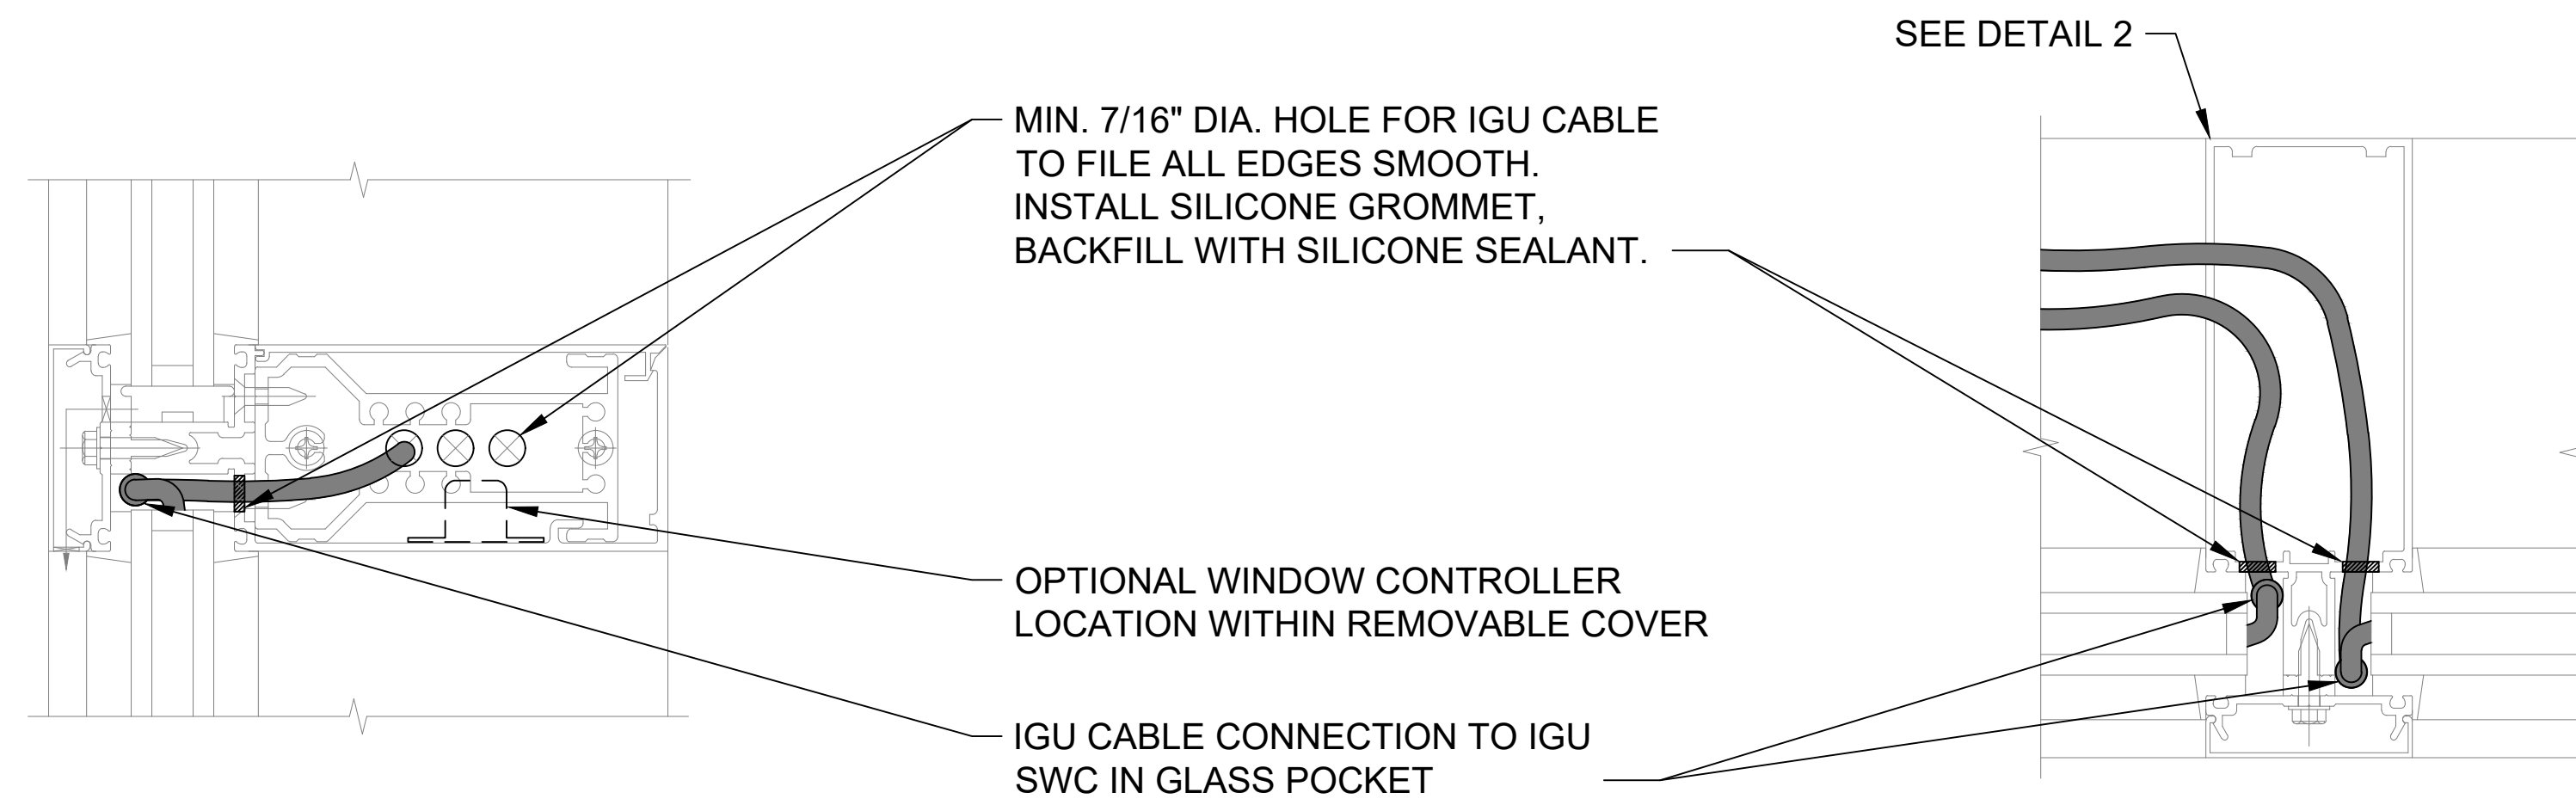 SEE DETAIL 2
MIN. 7/16" DIA. HOLE FOR IGU CABLE
TO FILE ALL EDGES SMOOTH.
INSTALL SILICONE GROMMET,
BACKFILL WITH SILICONE SEALANT.
OPTIONAL WINDOW CONTROLLER
LOCATION WITHIN REMOVABLE COVER
IGU CABLE CONNECTION TO IGU
SWC IN GLASS POCKET